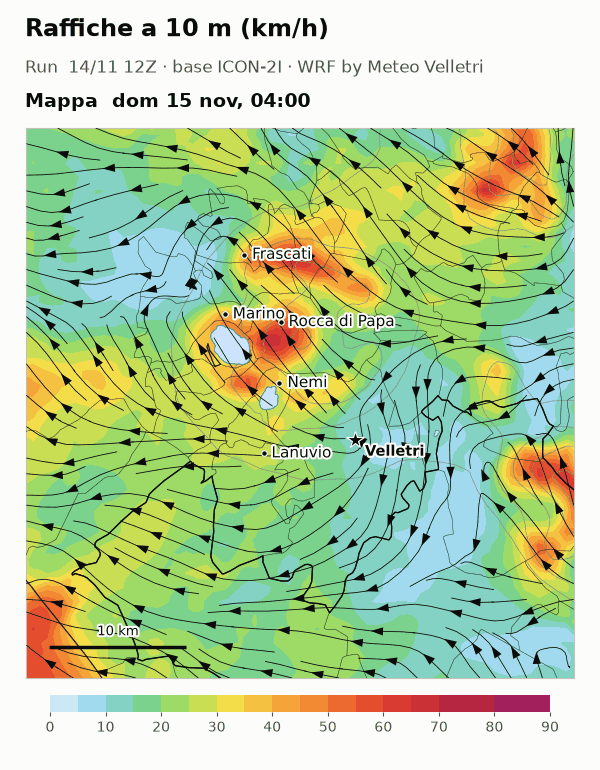 Raffiche a 10 m (km/h)
Run  14/11 12Z · base ICON-2I · WRF by Meteo Velletri
Mappa  dom 15 nov, 04:00
Frascati
Marino
Rocca di Papa
Nemi
Velletri
Lanuvio
10 km
0 10 20 30 40 50 60 70 80 90